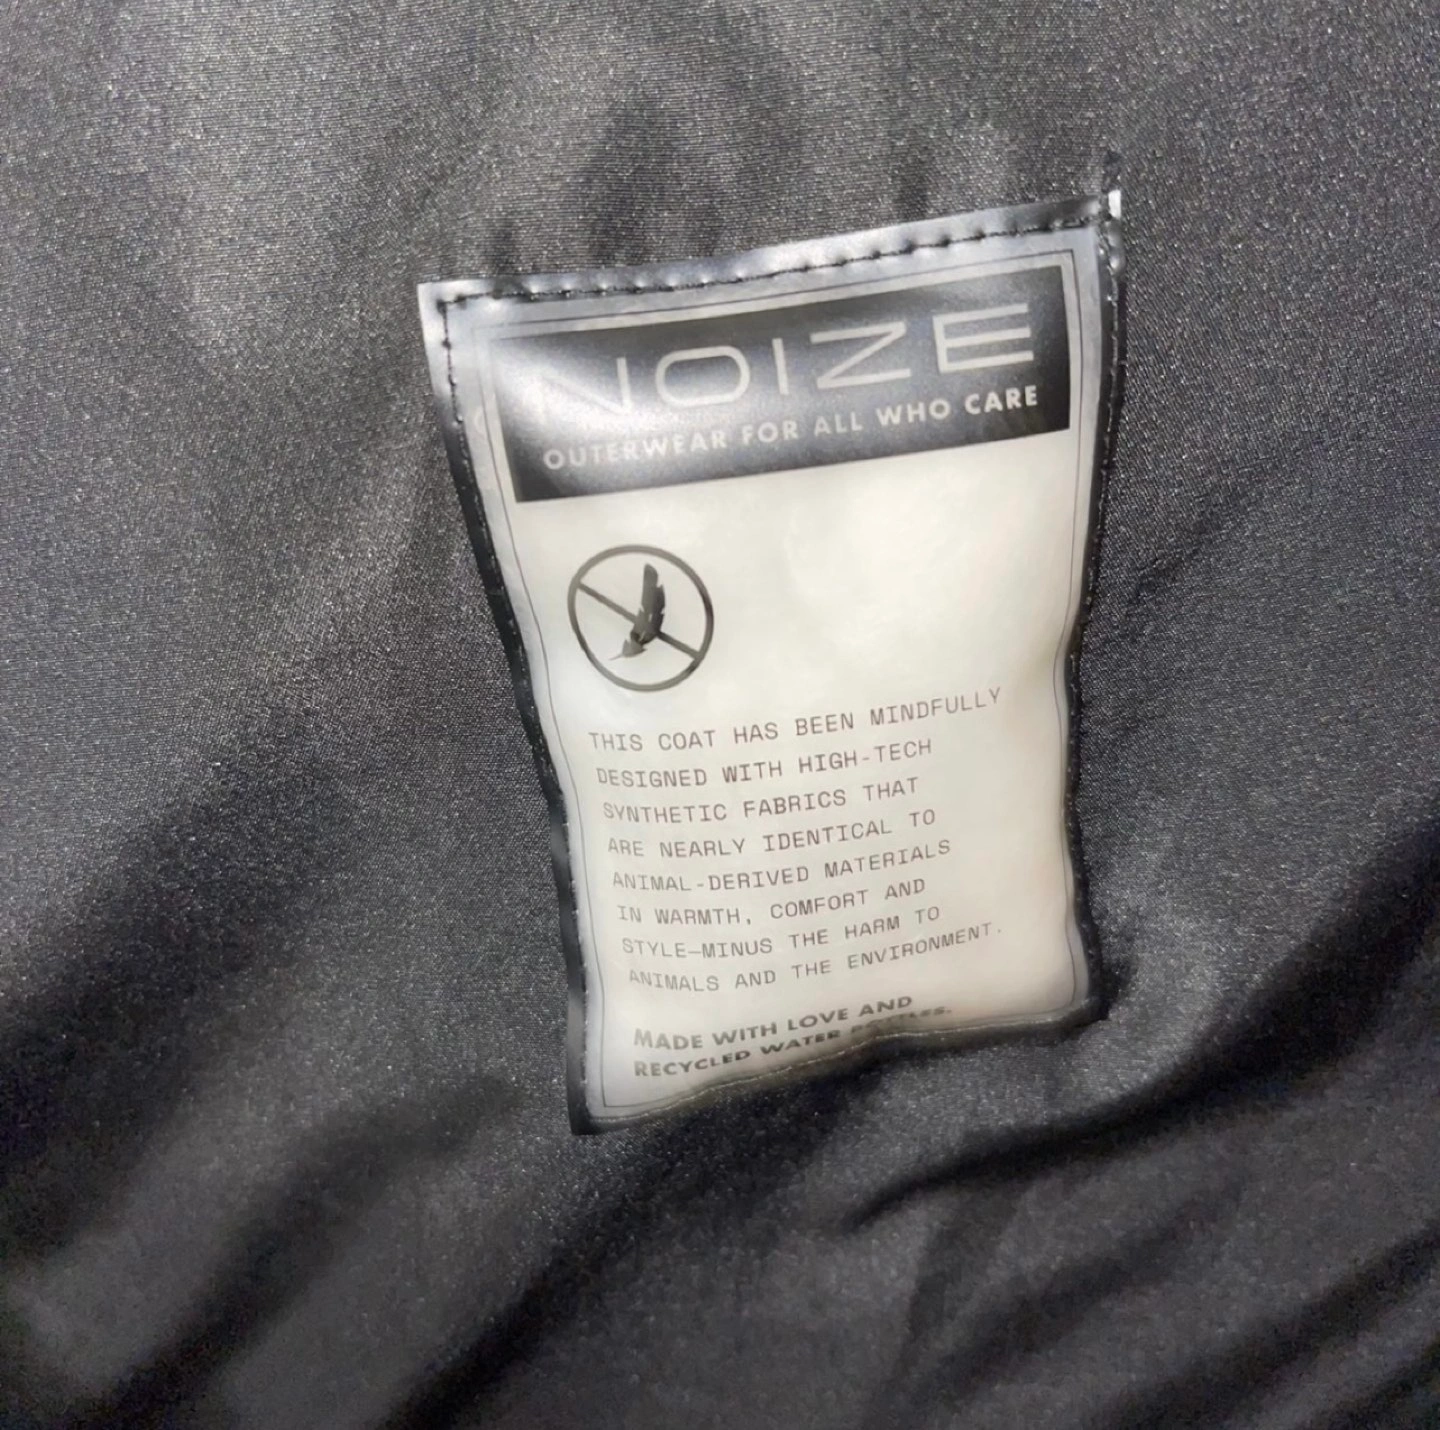 NOIZE
OUTERWEAR FOR ALL WHO CARE
THIS COAT HAS BEEN MINDFULLY
DESIGNED WITH HIGH-TECH
SYNTHETIC FABRICS THAT
ARE NEARLY IDENTICAL TO
ANIMAL-DERIVED MATERIALS
IN WARMTH, COMFORT AND
STYLE—MINUS THE HARM TO
ANIMALS AND THE ENVIRONMENT.
MADE WITH LOVE AND
RECYCLED WATER BOTTLES.